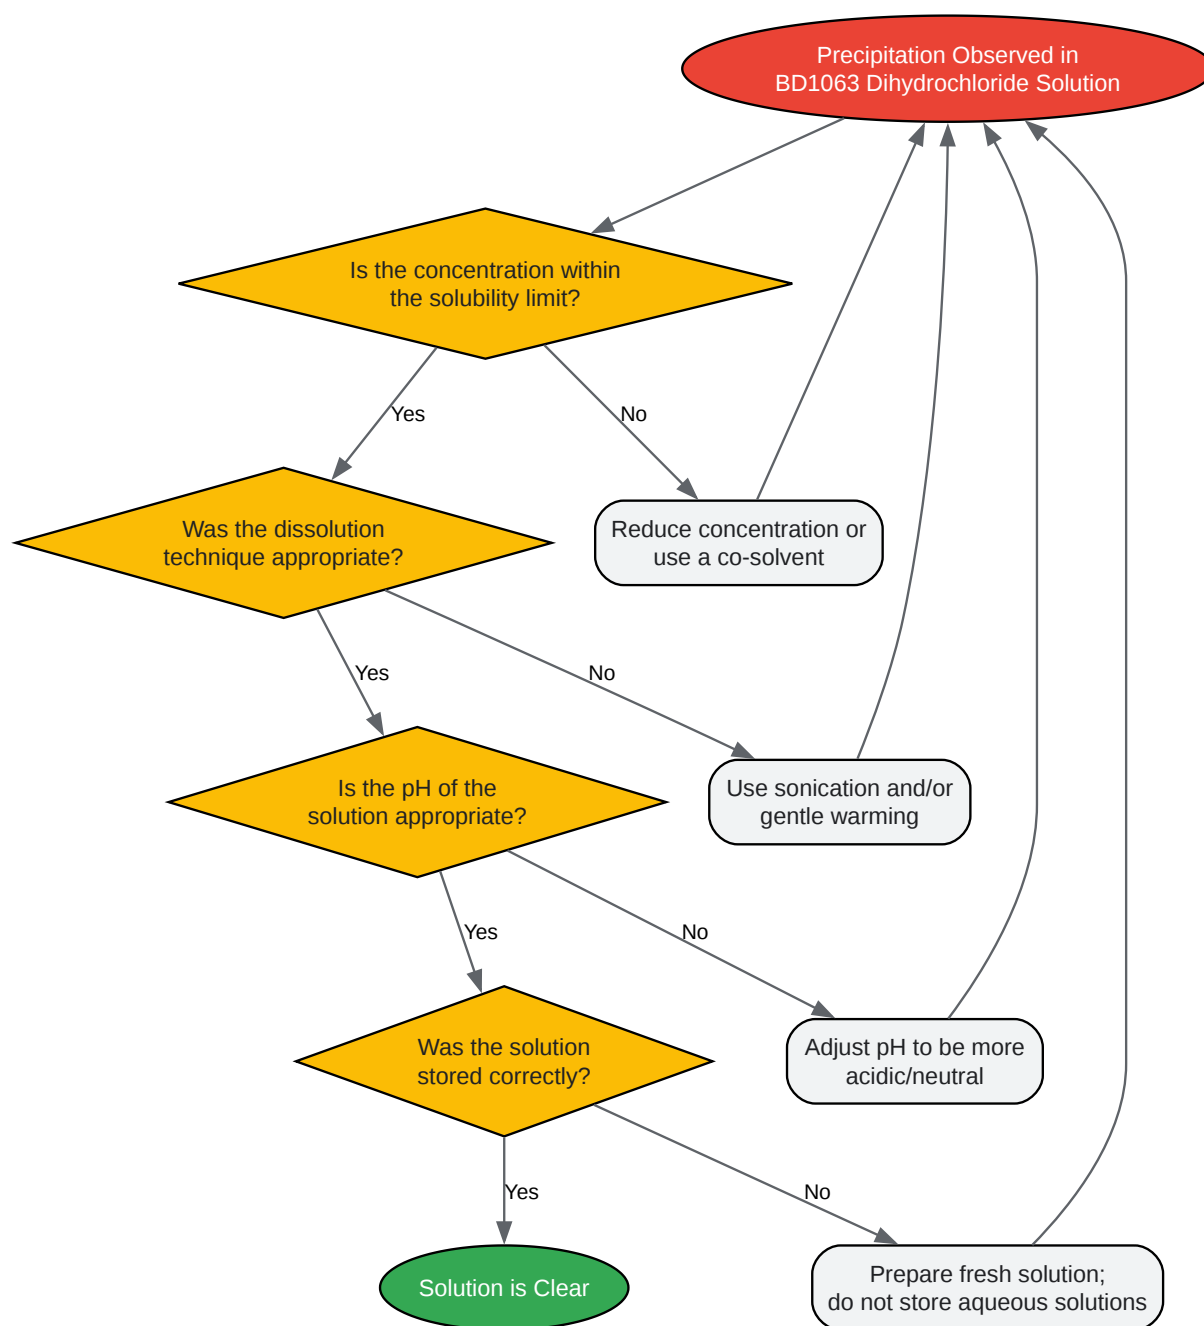 Precipitation Observed in
BD1063 Dihydrochloride Solution
Is the concentration within
the solubility limit?
Yes
No
Was the dissolution
technique appropriate?
Reduce concentration or
use a co-solvent
Yes
No
Is the pH of the
solution appropriate?
Use sonication and/or
gentle warming
Yes
No
Was the solution
stored correctly?
Adjust pH to be more
acidic/neutral
Yes
No
Solution is Clear
Prepare fresh solution;
do not store aqueous solutions